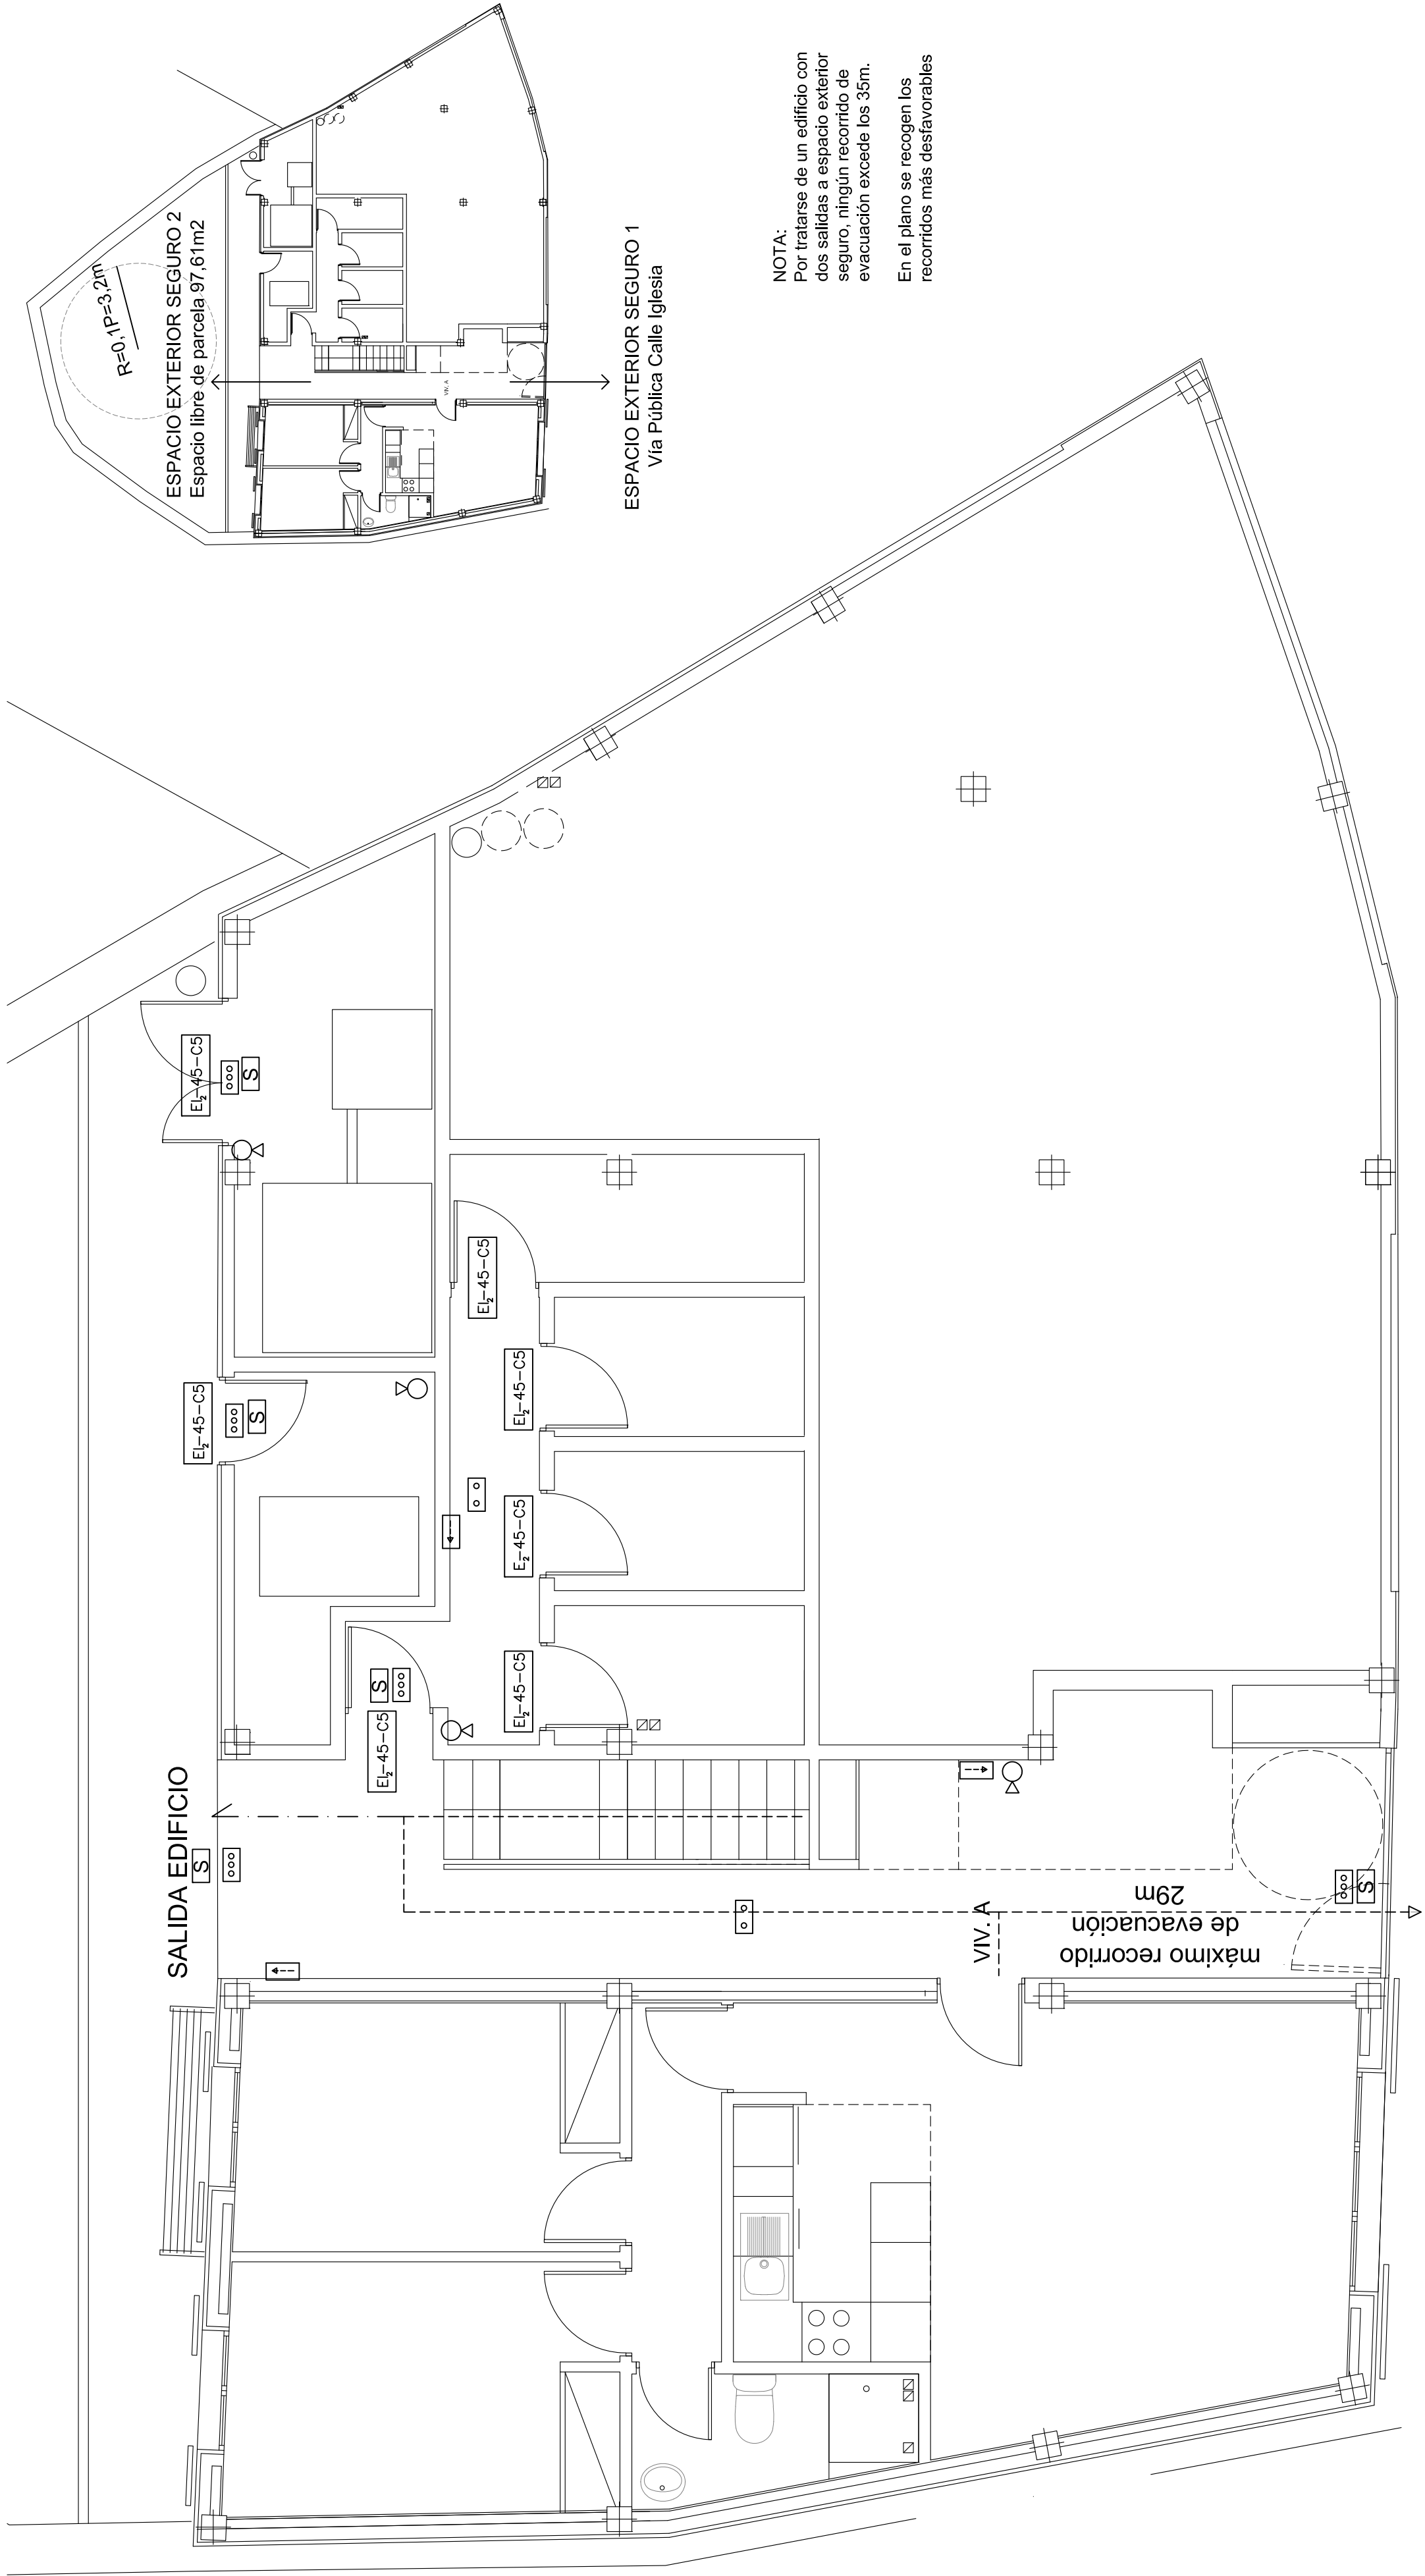 R=0,1P=3,2m
ESPACIO EXTERIOR SEGURO 2
Espacio libre de parcela 97,61m2
VIV. A
ESPACIO EXTERIOR SEGURO 1
Vía Pública Calle Iglesia
NOTA:
Por tratarse de un edificio con
dos salidas a espacio exterior
seguro, ningún recorrido de
evacuación excede los 35m.
En el plano se recogen los
recorridos más desfavorables
SALIDA EDIFICIO
S
EI₂-45-C5
S
EI₂-45-C5
S
EI₂-45-C5
S
EI₂-45-C5
EI₂-45-C5
E₂-45-C5
EI₂-45-C5
VIV. A
máximo recorrido
de evacuación
29m
S